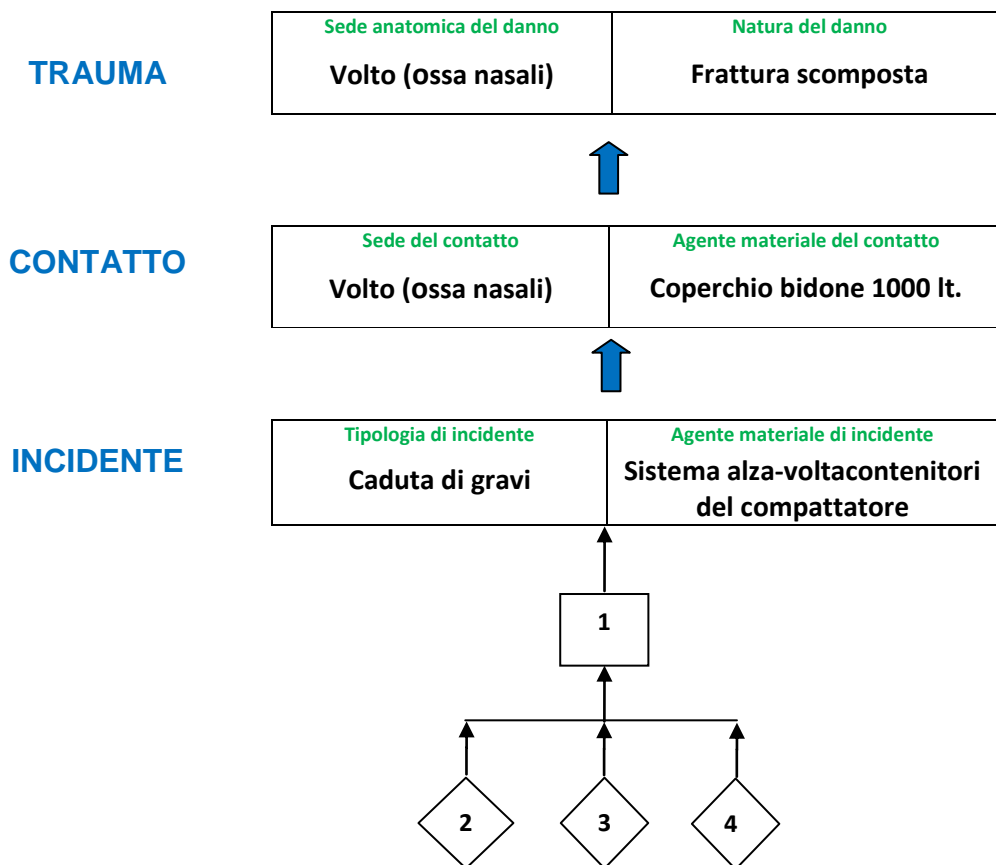 TRAUMA
Sede anatomica del danno
Volto (ossa nasali)
Natura del danno
Frattura scomposta
CONTATTO
Sede del contatto
Volto (ossa nasali)
Agente materiale del contatto
Coperchio bidone 1000 lt.
INCIDENTE
Tipologia di incidente
Caduta di gravi
Agente materiale di incidente
Sistema alza-voltacontenitori
del compattatore
1
2
3
4